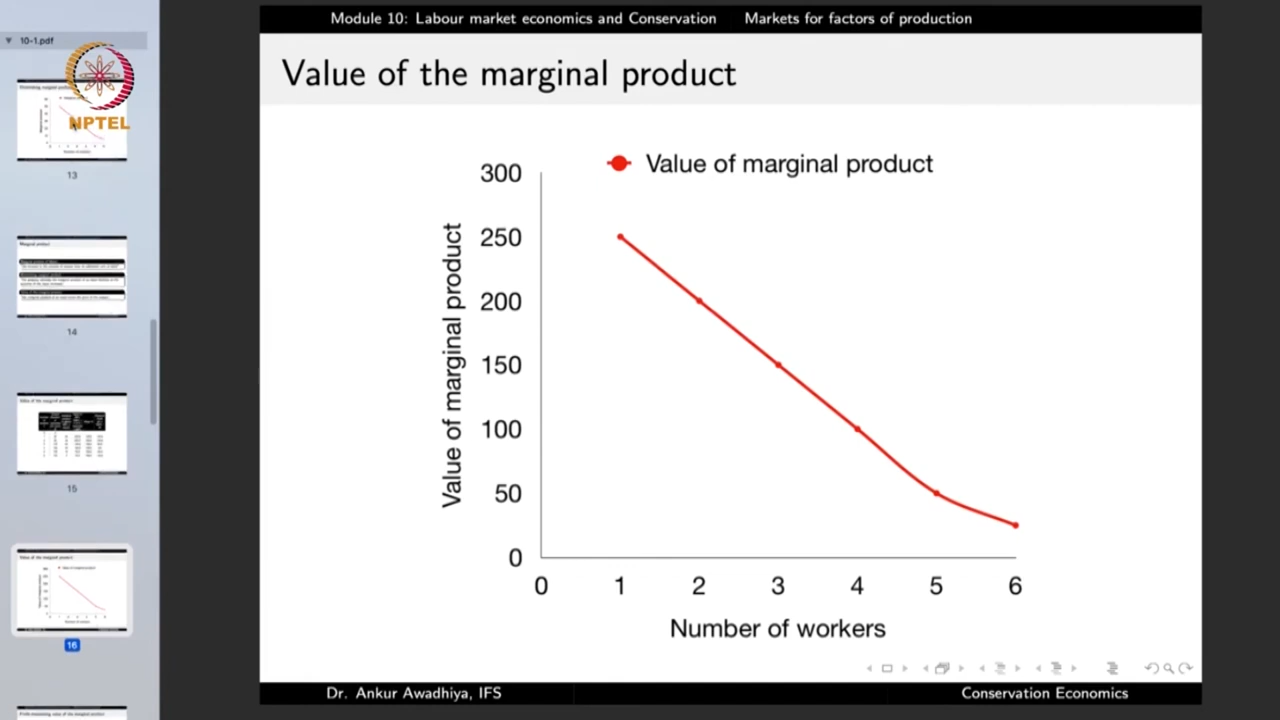 Module 10: Labour market economics and Conservation Markets for factors of production
10-1.pdf
NPTEL
13
14
15
16
Value of the marginal product
Value of marginal product
300
250
200
150
100
50
0
Value of marginal product
0 1 2 3 4 5 6
Number of workers
Dr. Ankur Awadhiya, IFS Conservation Economics